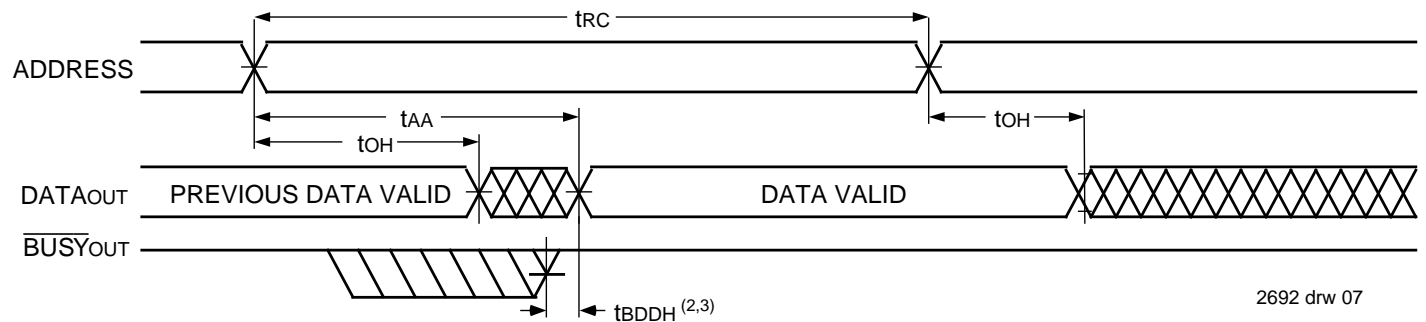 tRC
ADDRESS
tAA
tOH
tOH
DATAOUT
PREVIOUS DATA VALID
DATA VALID
BUSYOUT
tBDDH (2,3)
2692 drw 07